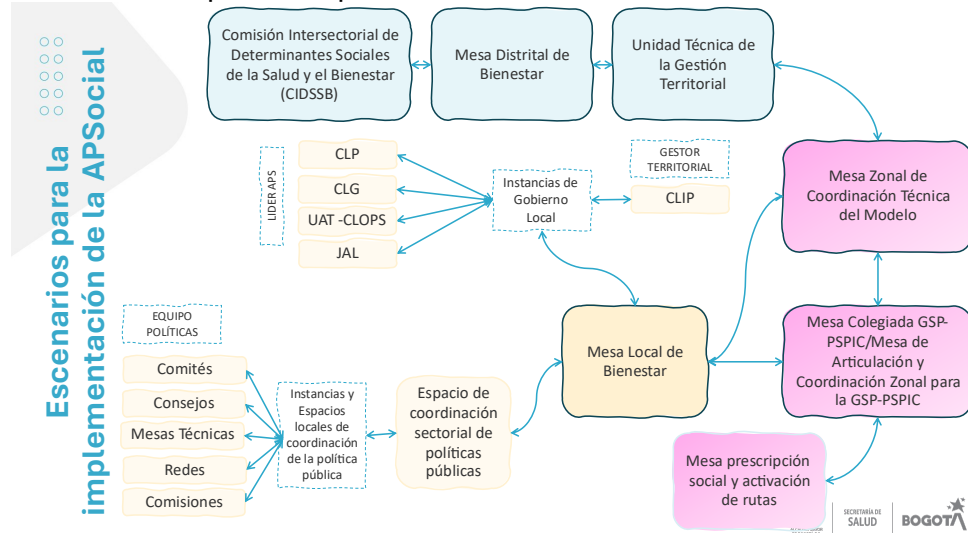 Escenarios para la
implementación de la APSocial
Comisión Intersectorial de
Determinantes Sociales
de la Salud y el Bienestar
(CIDSSB)
Mesa Distrital de
Bienestar
Unidad Técnica de
la Gestión
Territorial
LIDER APS
CLP
CLG
UAT -CLOPS
JAL
Instancias de
Gobierno
Local
GESTOR
TERRITORIAL
CLIP
Mesa Zonal de
Coordinación Técnica
del Modelo
EQUIPO
POLÍTICAS
Comités
Consejos
Mesas Técnicas
Redes
Comisiones
Instancias y
Espacios
locales de
coordinación
de la política
pública
Espacio de
coordinación
sectorial de
políticas
públicas
Mesa Local de
Bienestar
Mesa Colegiada GSP-
PSPIC/Mesa de
Articulación y
Coordinación Zonal para
la GSP-PSPIC
Mesa prescripción
social y activación
de rutas
SECRETARÍA DE
SALUD
BOGOTÁ